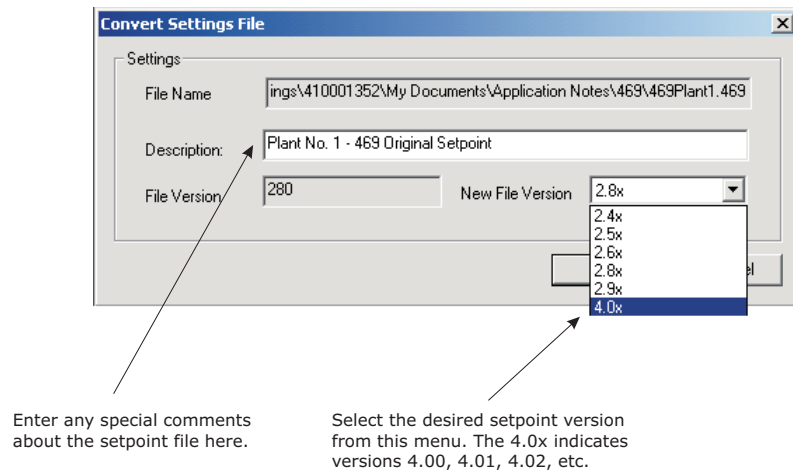 Convert Settings File
Settings
File Name
ings\410001352\My Documents\Application Notes\469\469Plant1.469
Description:
Plant No. 1 - 469 Original Setpoint
File Version
280
New File Version
2.8x
2.4x
2.5x
2.6x
2.8x
2.9x
4.0x
Enter any special comments
about the setpoint file here.
Select the desired setpoint version
from this menu. The 4.0x indicates
versions 4.00, 4.01, 4.02, etc.